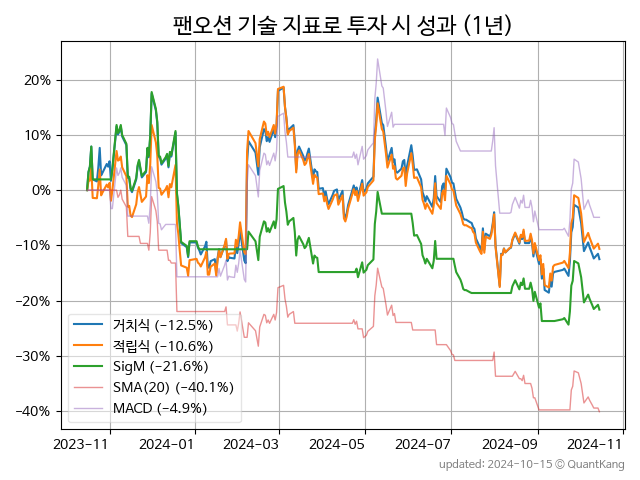 팬오션 기술 지표로 투자 시 성과 (1년)
20%
10%
0%
−10%
−20%
−30%
−40%
거치식 (−12.5%)
적립식 (−10.6%)
SigM (−21.6%)
SMA(20) (−40.1%)
MACD (−4.9%)
2023−11
2024−01
2024−03
2024−05
2024−07
2024−09
2024−11
updated: 2024-10-15 © QuantKang